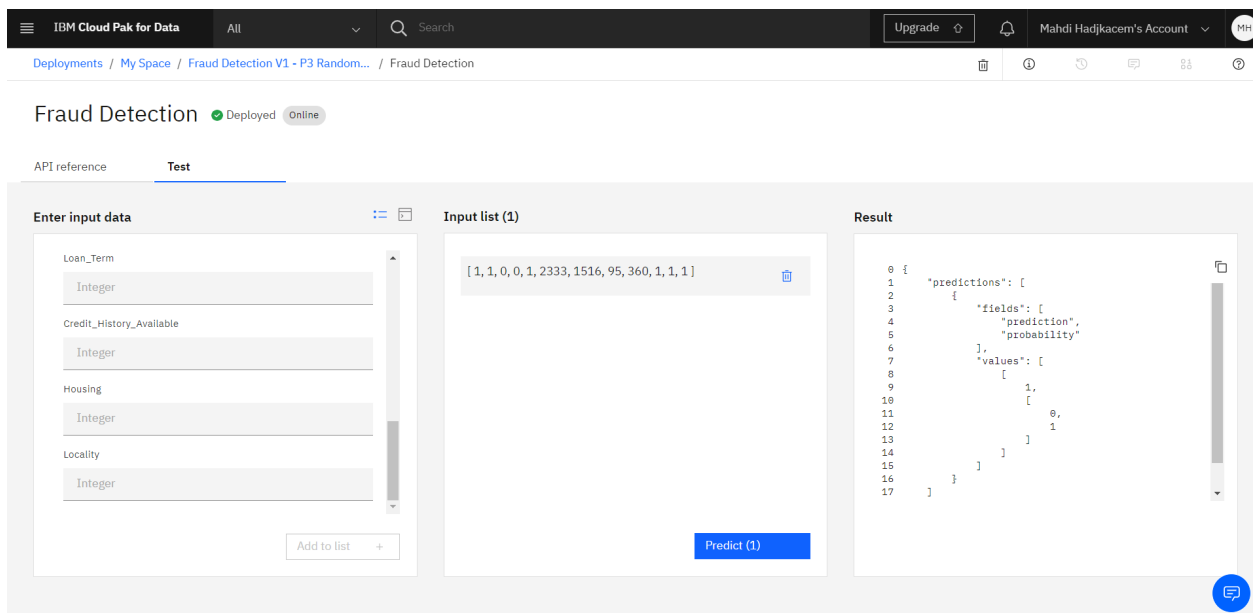 IBM Cloud Pak for Data
All
Search
Upgrade
Mahdi Hadjkacem's Account
MH
Deployments / My Space / Fraud Detection V1 - P3 Random... / Fraud Detection
Fraud Detection
Deployed
Online
API reference
Test
Enter input data
Loan_Term
Integer
Credit_History_Available
Integer
Housing
Integer
Locality
Integer
Add to list +
Input list (1)
[ 1, 1, 0, 0, 1, 2333, 1516, 95, 360, 1, 1, 1 ]
Predict (1)
Result
0 {
1 "predictions": [
2 {
3 "fields": [
4 "prediction",
5 "probability"
6 ],
7 "values": [
8 [
9 1,
10 [
11 0,
12 1
13 ]
14 ]
15 ]
16 }
17 ]